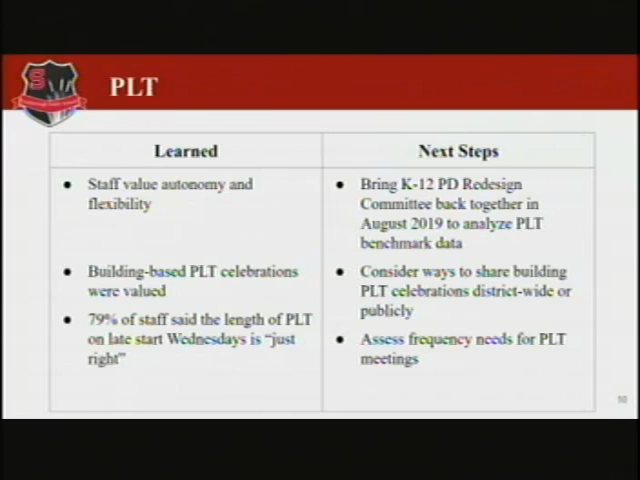 S
PLT
Learned
Next Steps
Staff value autonomy and
flexibility
Bring K-12 PD Redesign
Committee back together in
August 2019 to analyze PLT
benchmark data
Building-based PLT celebrations
were valued
Consider ways to share building
PLT celebrations district-wide or
publicly
79% of staff said the length of PLT
on late start Wednesdays is “just
right”
Assess frequency needs for PLT
meetings
10